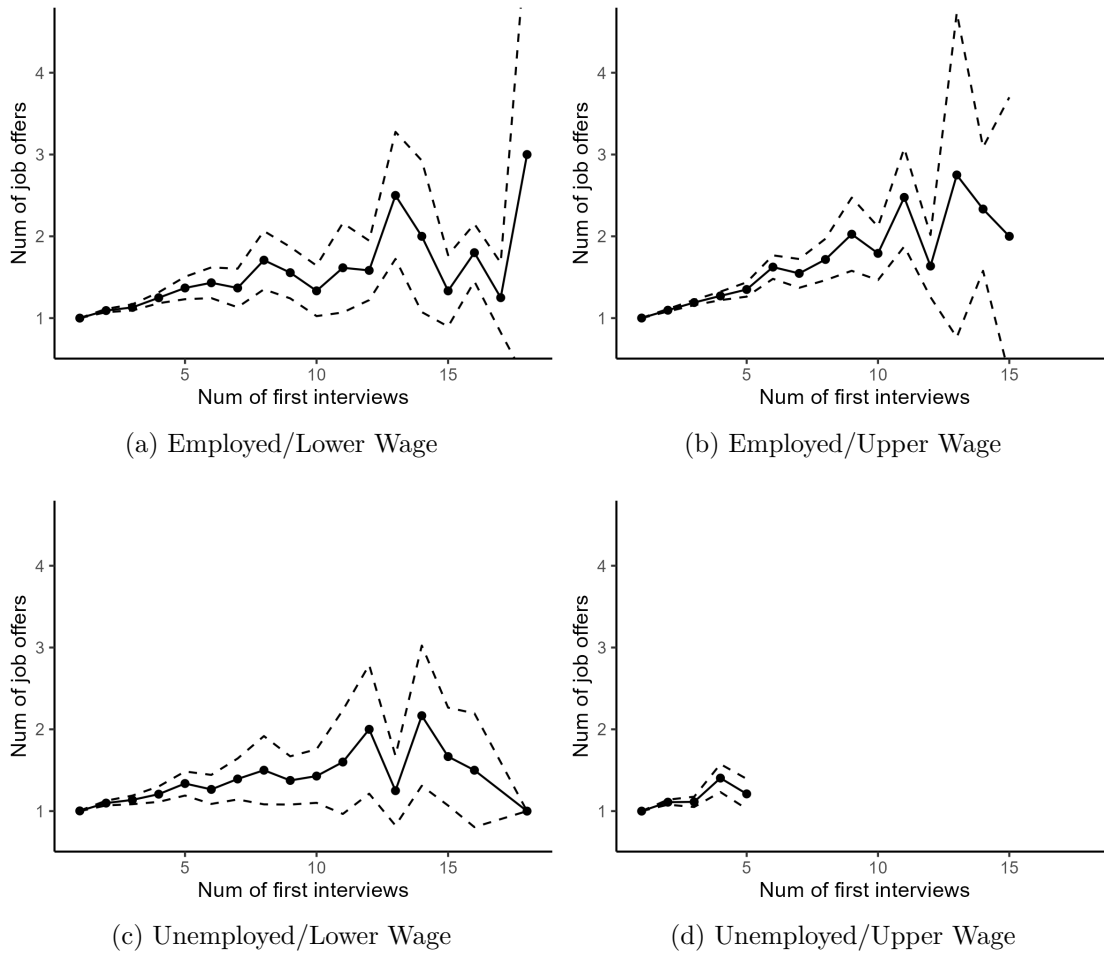 Num of job offers
4
3
2
1
5
10
15
Num of first interviews
(a) Employed/Lower Wage
Num of job offers
4
3
2
1
5
10
15
Num of first interviews
(b) Employed/Upper Wage
Num of job offers
4
3
2
1
5
10
15
Num of first interviews
(c) Unemployed/Lower Wage
Num of job offers
4
3
2
1
5
10
15
Num of first interviews
(d) Unemployed/Upper Wage